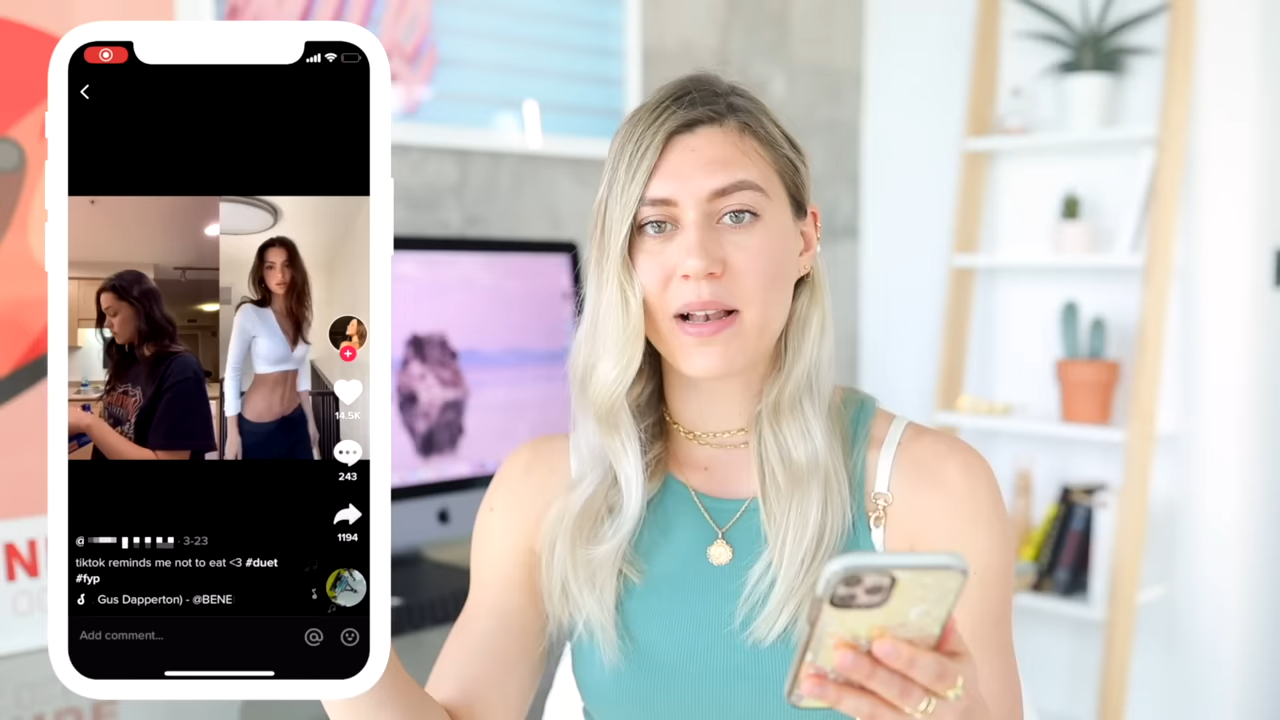 14.5K
243
1194
@ · 3-23
tiktok reminds me not to eat <3 #duet
#fyp
Gus Dapperton) - @BENE
Add comment...